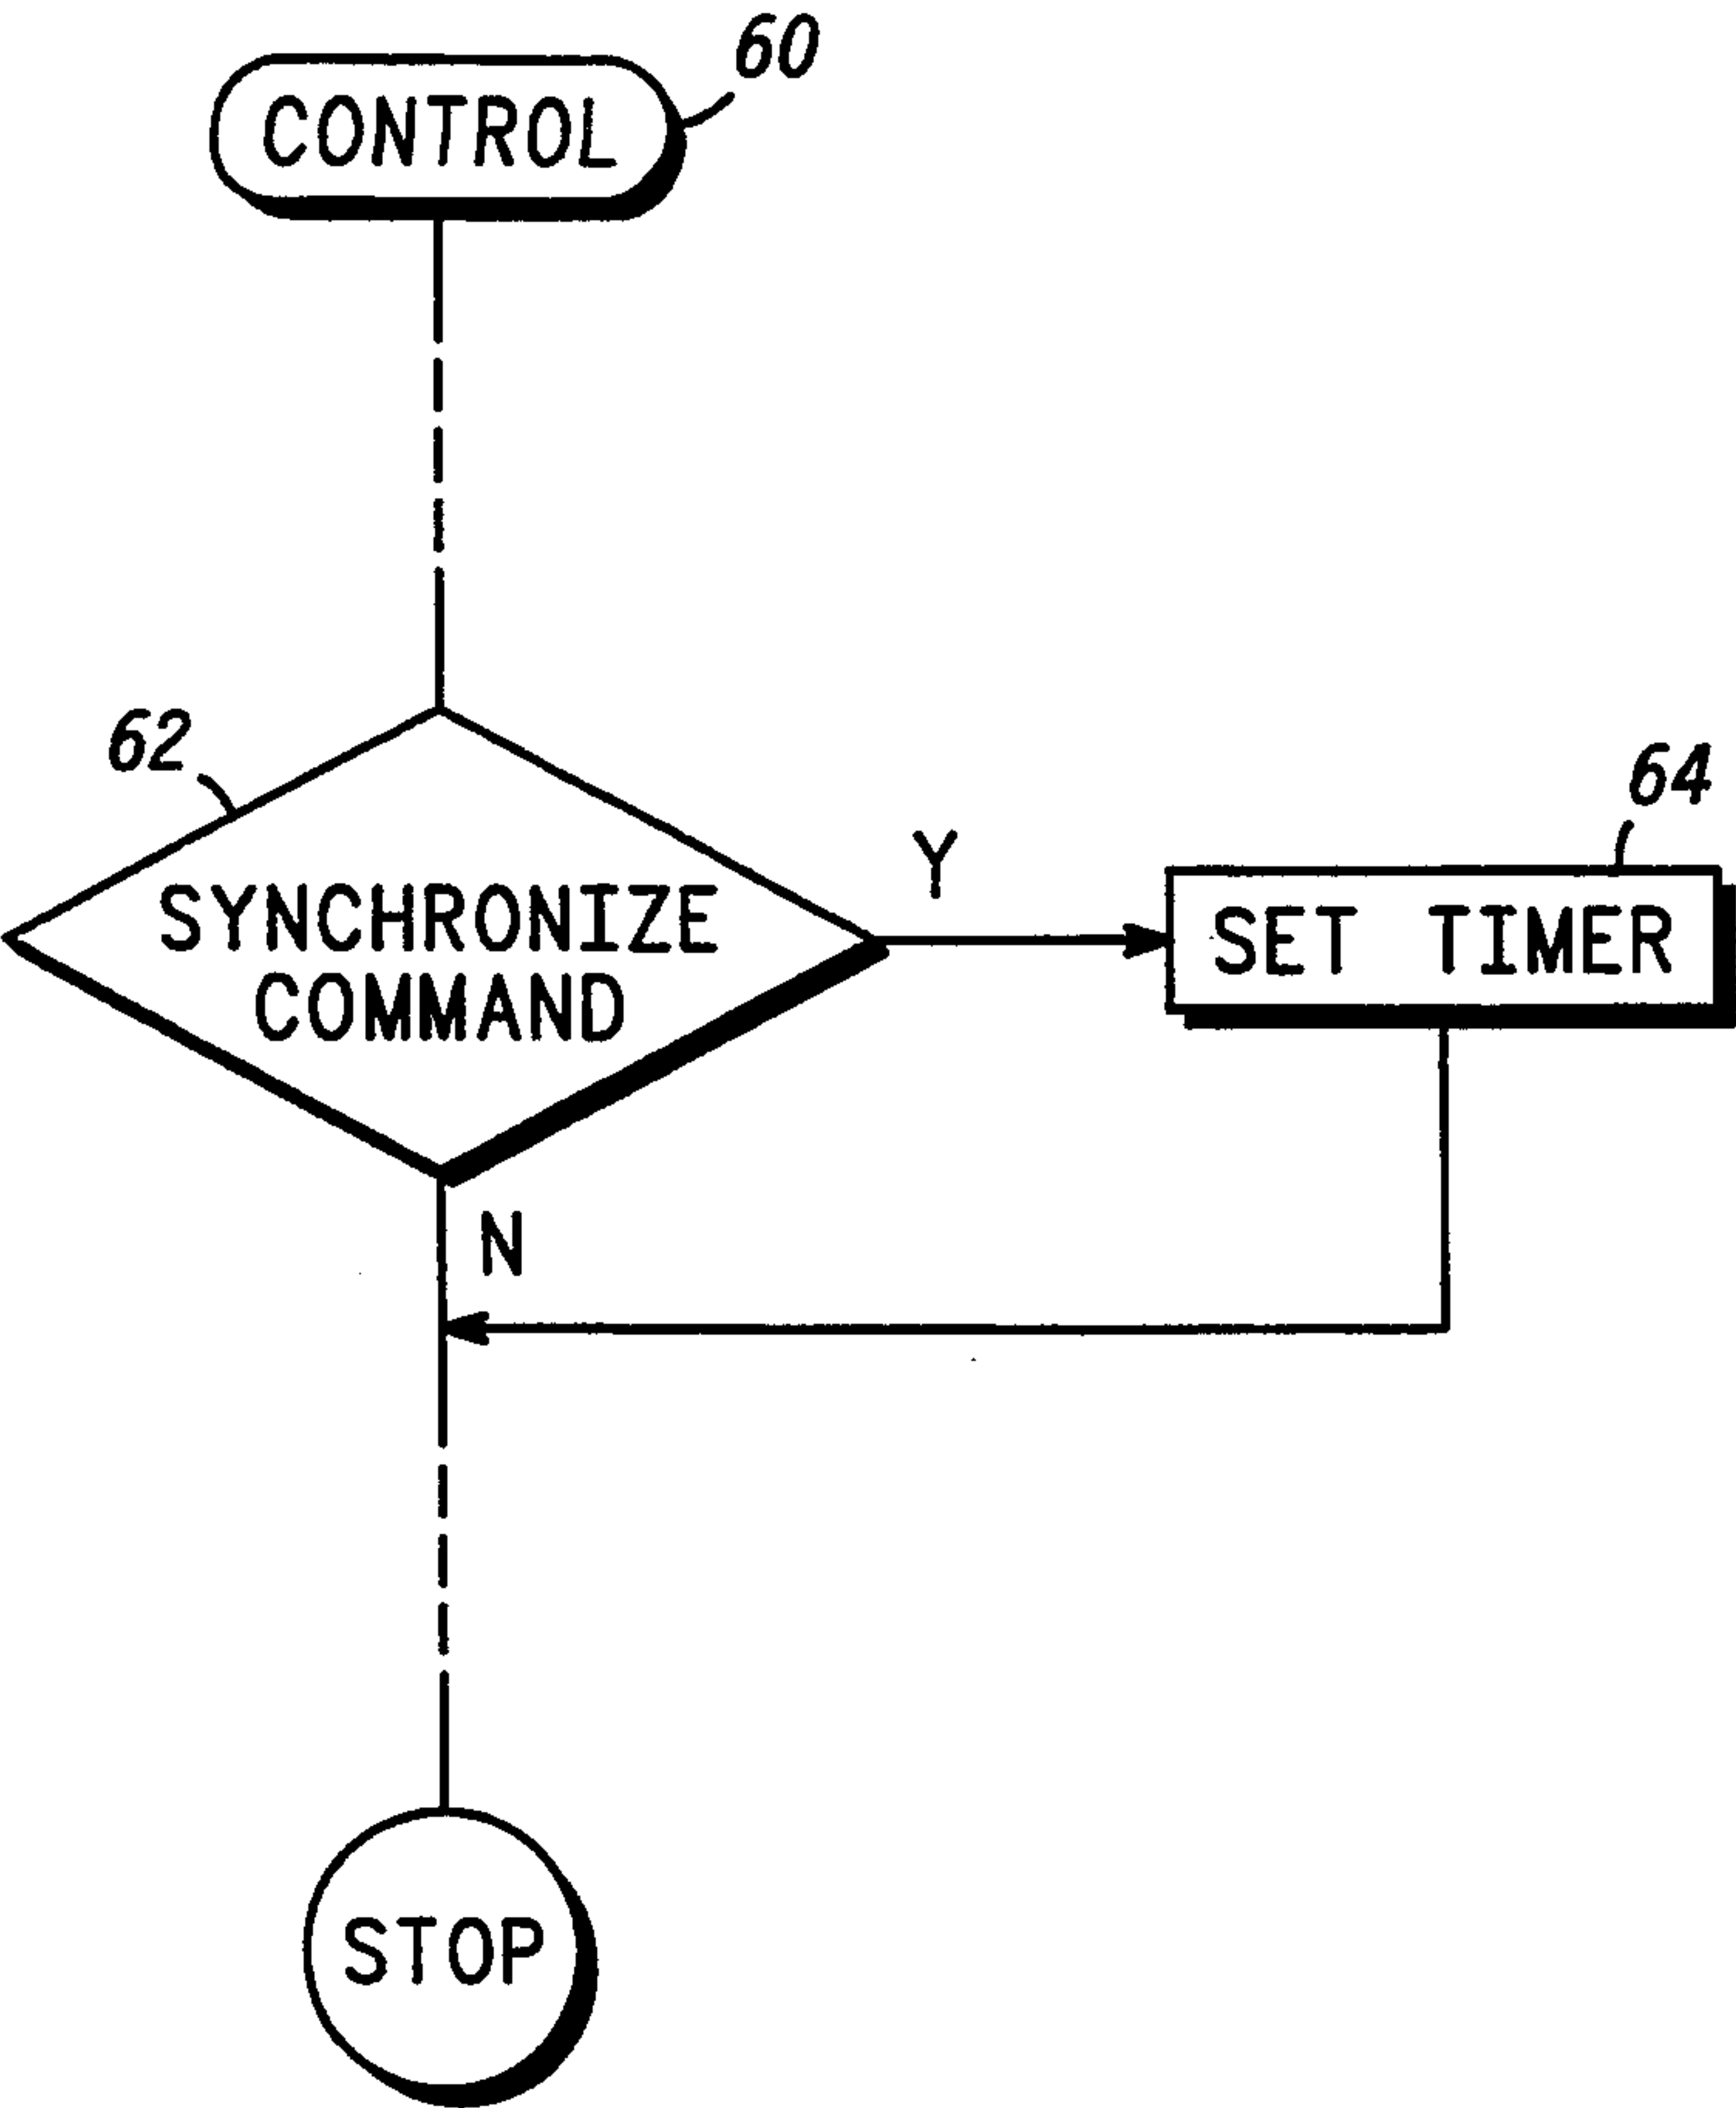 60
CONTROL
62
SYNCHRONIZE
COMMAND
Y
64
SET TIMER
N
STOP